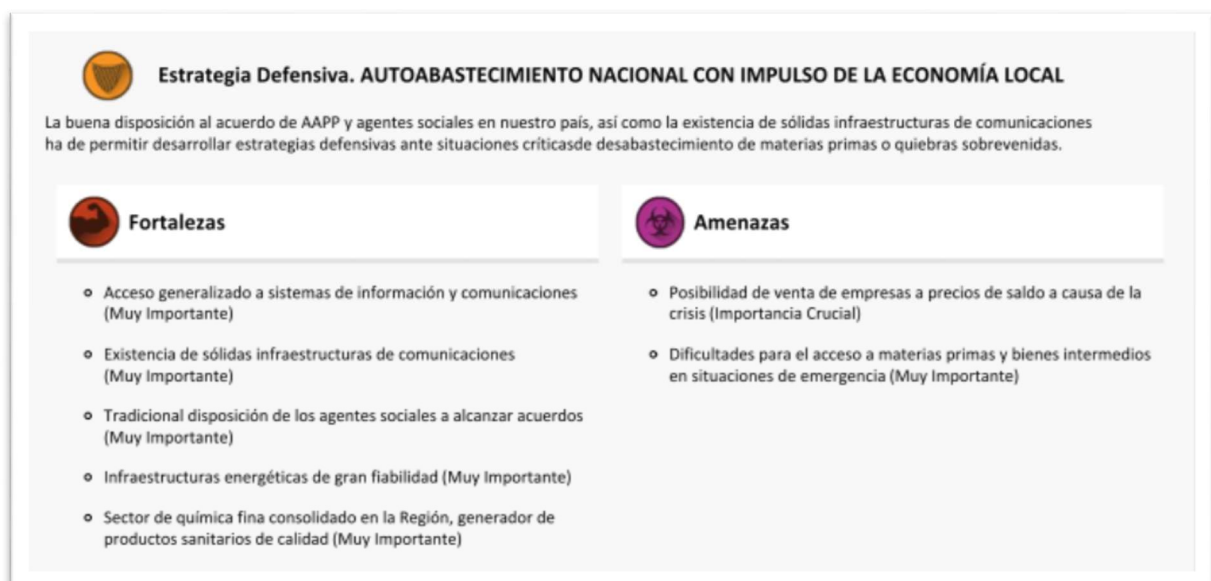 Estrategia Defensiva. AUTOABASTECIMIENTO NACIONAL CON IMPULSO DE LA ECONOMÍA LOCAL
La buena disposición al acuerdo de AAPP y agentes sociales en nuestro país, así como la existencia de sólidas infraestructuras de comunicaciones
ha de permitir desarrollar estrategias defensivas ante situaciones críticasde desabastecimiento de materias primas o quiebras sobrevenidas.
Fortalezas
Acceso generalizado a sistemas de información y comunicaciones
(Muy Importante)
Existencia de sólidas infraestructuras de comunicaciones
(Muy Importante)
Tradicional disposición de los agentes sociales a alcanzar acuerdos
(Muy Importante)
Infraestructuras energéticas de gran fiabilidad (Muy Importante)
Sector de química fina consolidado en la Región, generador de
productos sanitarios de calidad (Muy Importante)
Amenazas
Posibilidad de venta de empresas a precios de saldo a causa de la
crisis (Importancia Crucial)
Dificultades para el acceso a materias primas y bienes intermedios
en situaciones de emergencia (Muy Importante)